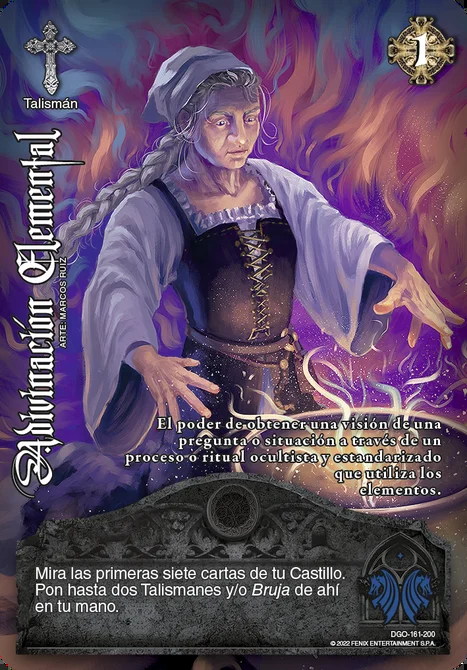 1
Talismán
Adivinación Elemental
ARTE: MARCOS RUIZ
El poder de obtener una visión de una
pregunta o situación a través de un
proceso o ritual ocultista y estandarizado
que utiliza los
elementos.
Mira las primeras siete cartas de tu Castillo.
Pon hasta dos Talismanes y/o Bruja de ahí
en tu mano.
DGO-161-200
© 2022 FENIX ENTERTAINMENT S.P.A.